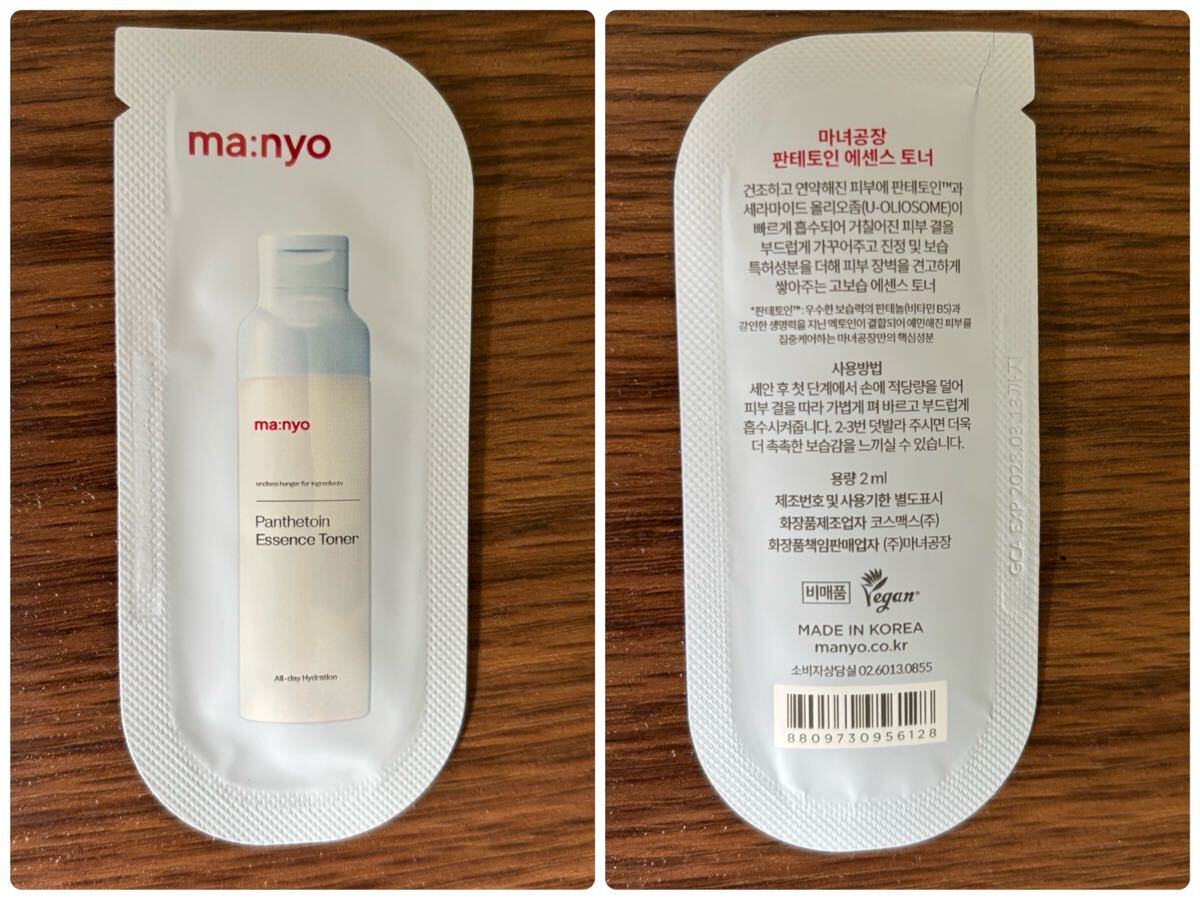 ma:nyo
ma:nyo
endless hunger for ingredients
Panthetoin
Essence Toner
All-day Hydration
마녀공장
판테토인 에센스 토너
건조하고 연약해진 피부에 판테토인™과
세라마이드 올리오좀(U-OLIOSOME)이
빠르게 흡수되어 거칠어진 피부 결을
부드럽게 가꾸어주고 진정 및 보습
특허성분을 더해 피부 장벽을 견고하게
쌓아주는 고보습 에센스 토너
*판테토인™: 우수한 보습력의 판테놀(비타민 B5)과
강인한 생명력을 지닌 엑토인이 결합되어 예민해진 피부를
집중케어하는 마녀공장만의 핵심성분
사용방법
세안 후 첫 단계에서 손에 적당량을 덜어
피부 결을 따라 가볍게 펴 바르고 부드럽게
흡수시켜줍니다. 2-3번 덧발라 주시면 더욱
더 촉촉한 보습감을 느끼실 수 있습니다.
용량 2 ml
제조번호 및 사용기한 별도표시
화장품제조업자 코스맥스(주)
화장품책임판매업자 (주)마녀공장
비매품 Vegan
MADE IN KOREA
manyo.co.kr
소비자상담실 02.6013.0855
8809730956128
EXP 까지